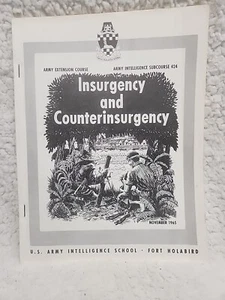 ARMY EXTENSION COURSE ARMY INTELLIGENCE SUBCOURSE 434
Insurgency
and
Counterinsurgency
NOVEMBER 1965
U.S. ARMY INTELLIGENCE SCHOOL - FORT HOLABIRD